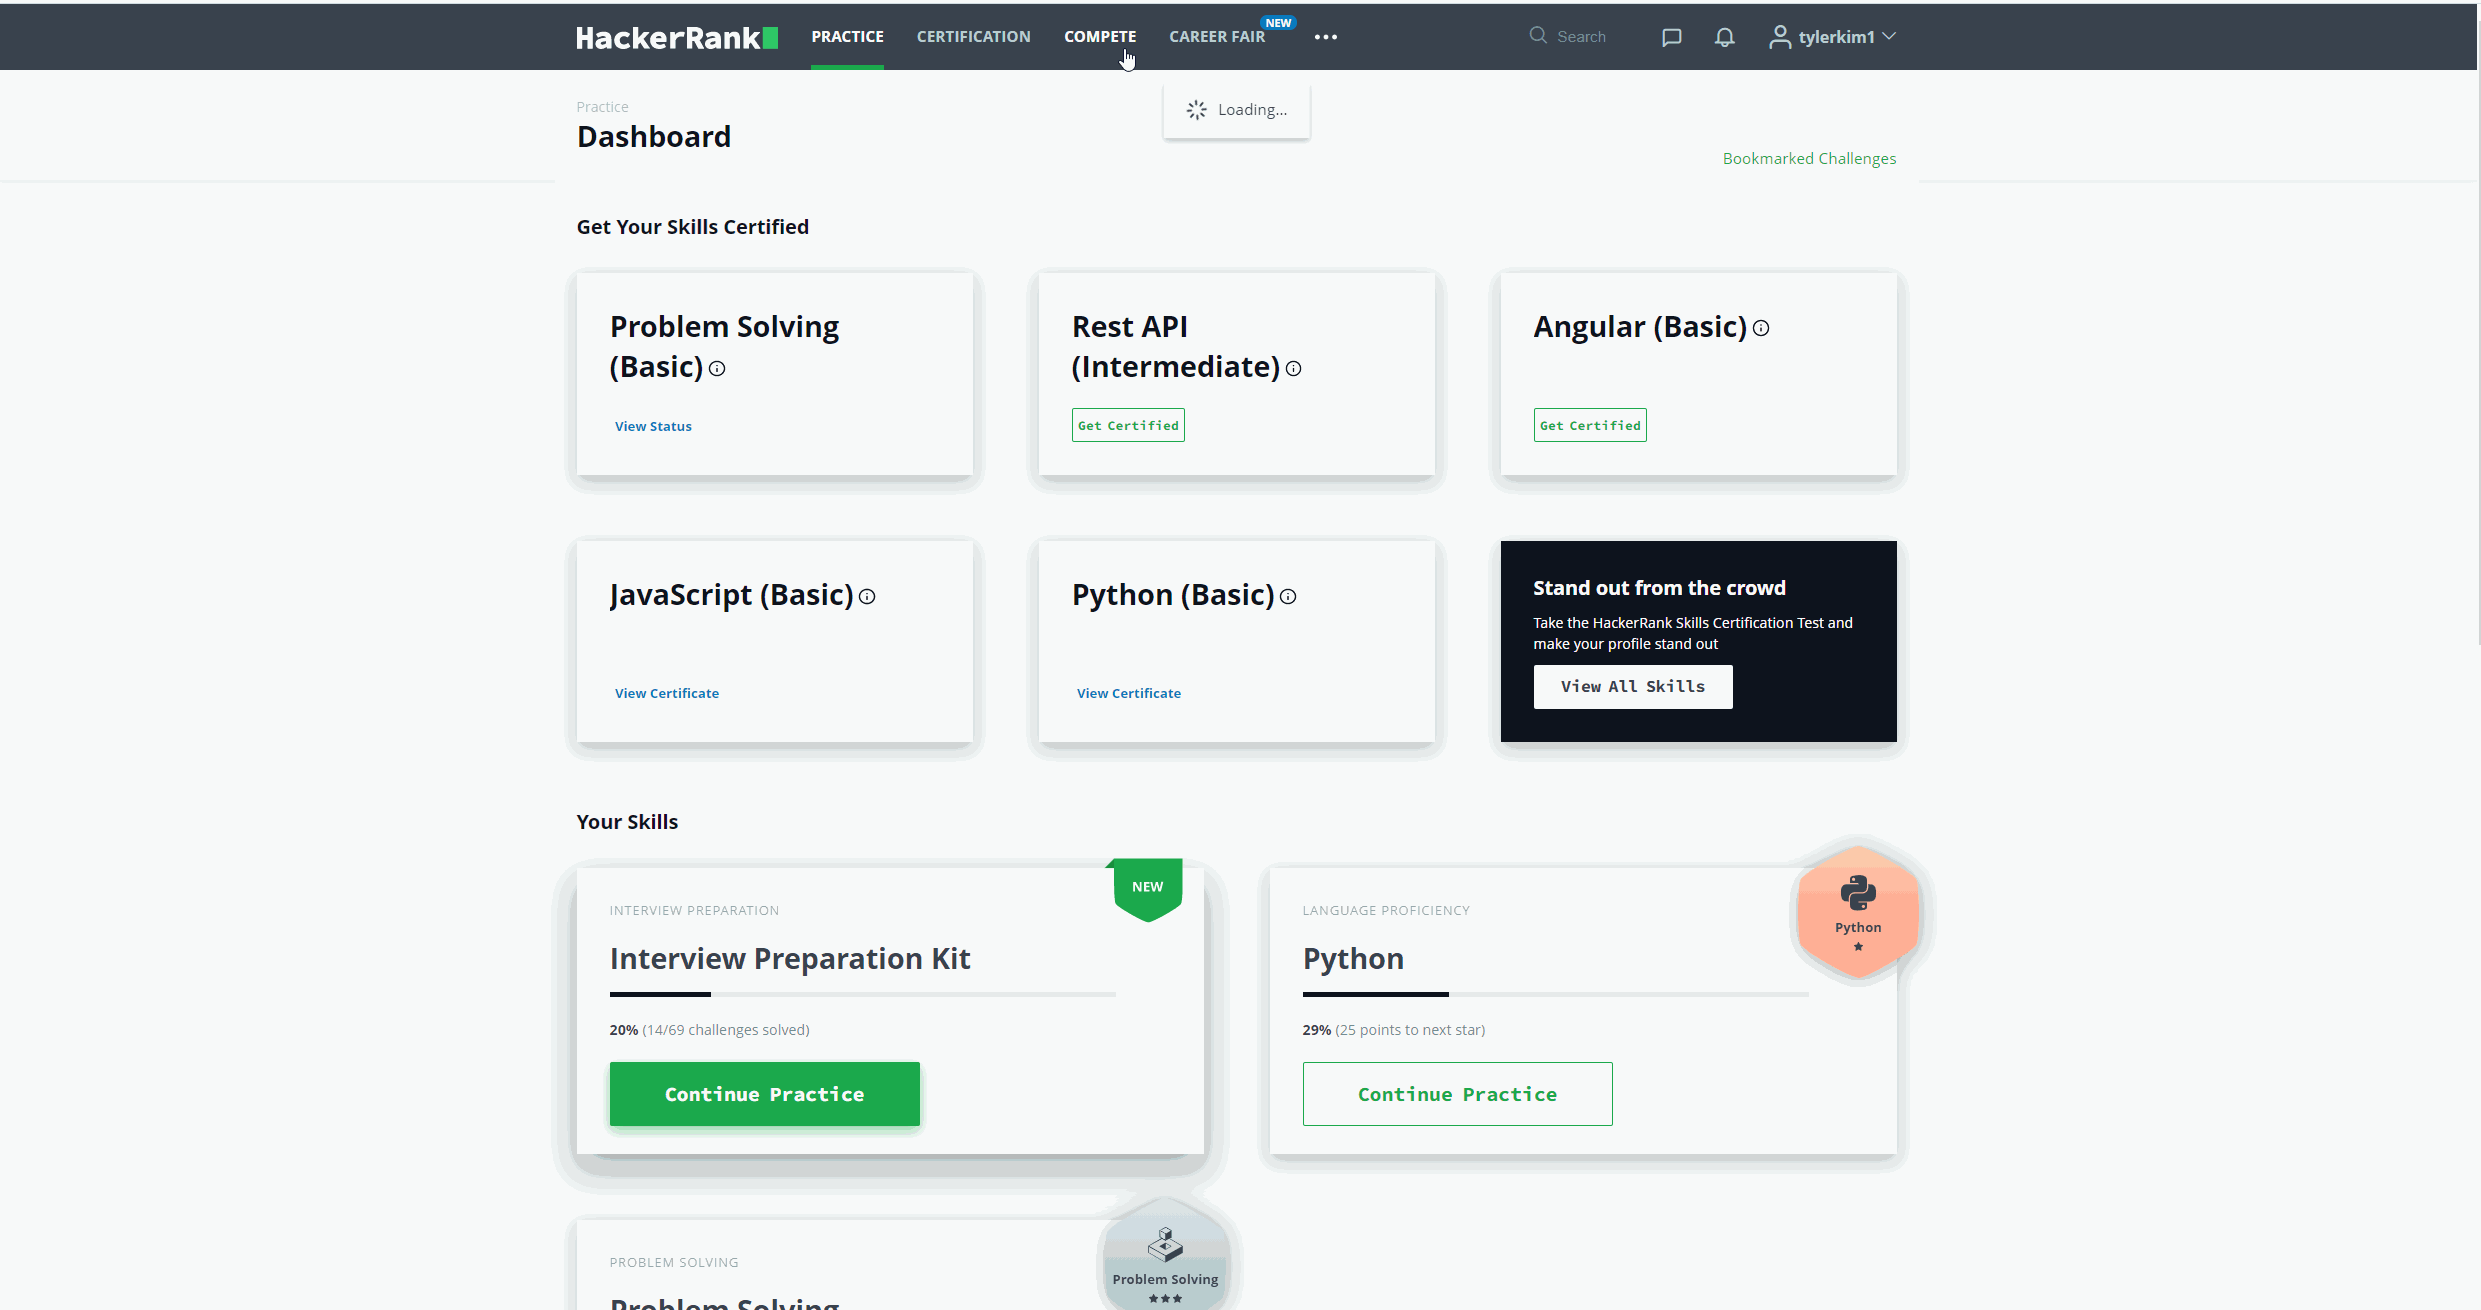 HackerRank
PRACTICE CERTIFICATION COMPETE CAREER FAIR NEW
Search
tylerkim1
Loading...
Practice
Dashboard
Bookmarked Challenges
Get Your Skills Certified
Problem Solving
(Basic)
View Status
Rest API
(Intermediate)
Get Certified
Angular (Basic)
Get Certified
JavaScript (Basic)
View Certificate
Python (Basic)
View Certificate
Stand out from the crowd
Take the HackerRank Skills Certification Test and
make your profile stand out
View All Skills
Your Skills
NEW
INTERVIEW PREPARATION
Interview Preparation Kit
20% (14/69 challenges solved)
Continue Practice
Python
LANGUAGE PROFICIENCY
Python
29% (25 points to next star)
Continue Practice
Problem Solving
PROBLEM SOLVING
Problem Solving